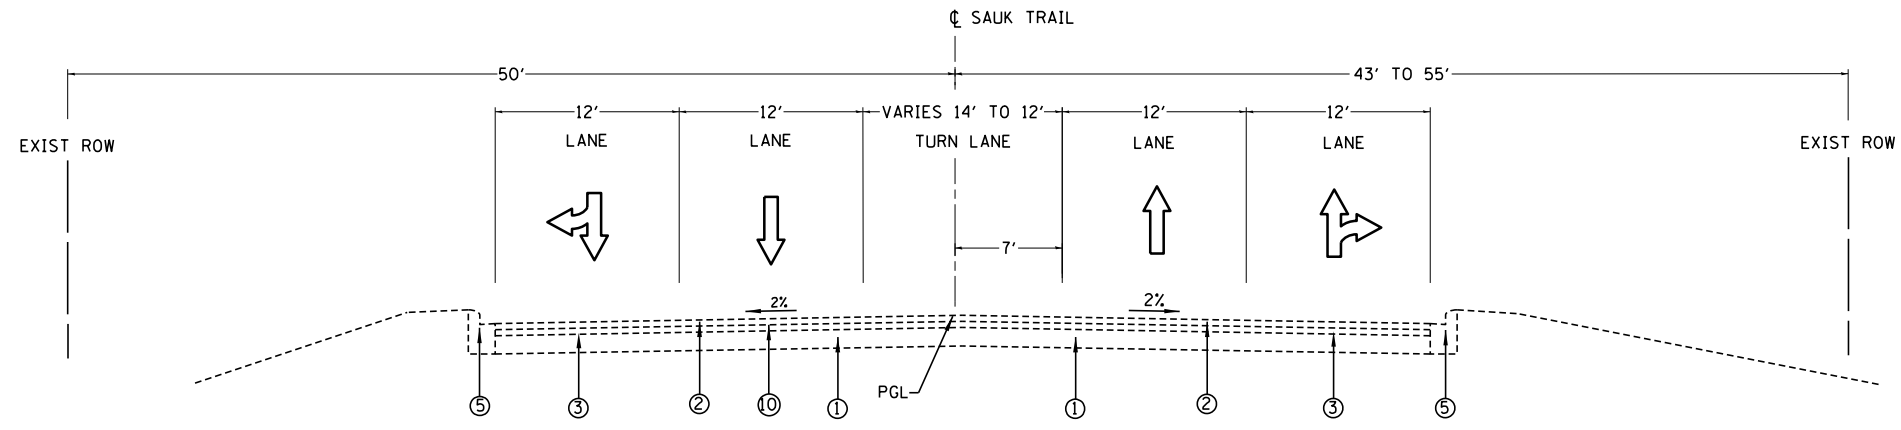 ℄ SAUK TRAIL
50' 43' TO 55'
12' 12' VARIES 14' TO 12' 12' 12'
LANE LANE TURN LANE LANE LANE
EXIST ROW EXIST ROW
7'
2% 2%
PGL
5 3 2 10 1 1 2 3 5